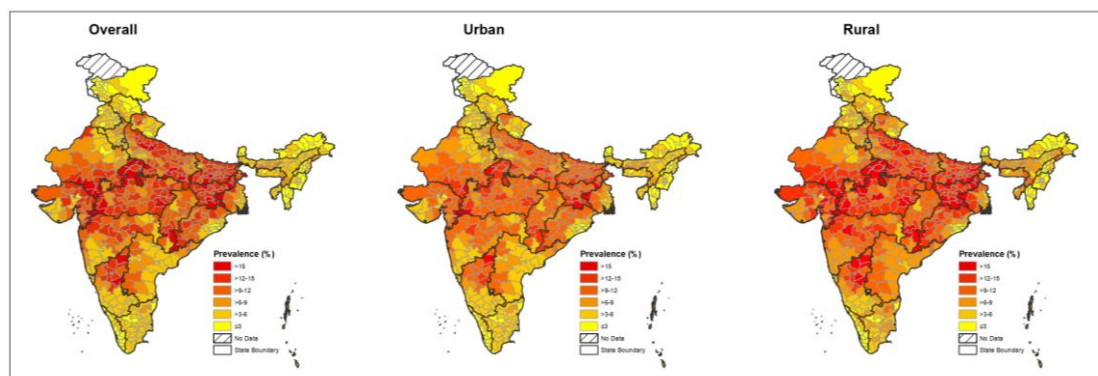 Overall
Urban
Rural
Prevalence (%)
>15
>12-15
>9-12
>6-9
>3-6
≤3
No Data
State Boundary
Prevalence (%)
>15
>12-15
>9-12
>6-9
>3-6
≤3
No Data
State Boundary
Prevalence (%)
>15
>12-15
>9-12
>6-9
>3-6
≤3
No Data
State Boundary